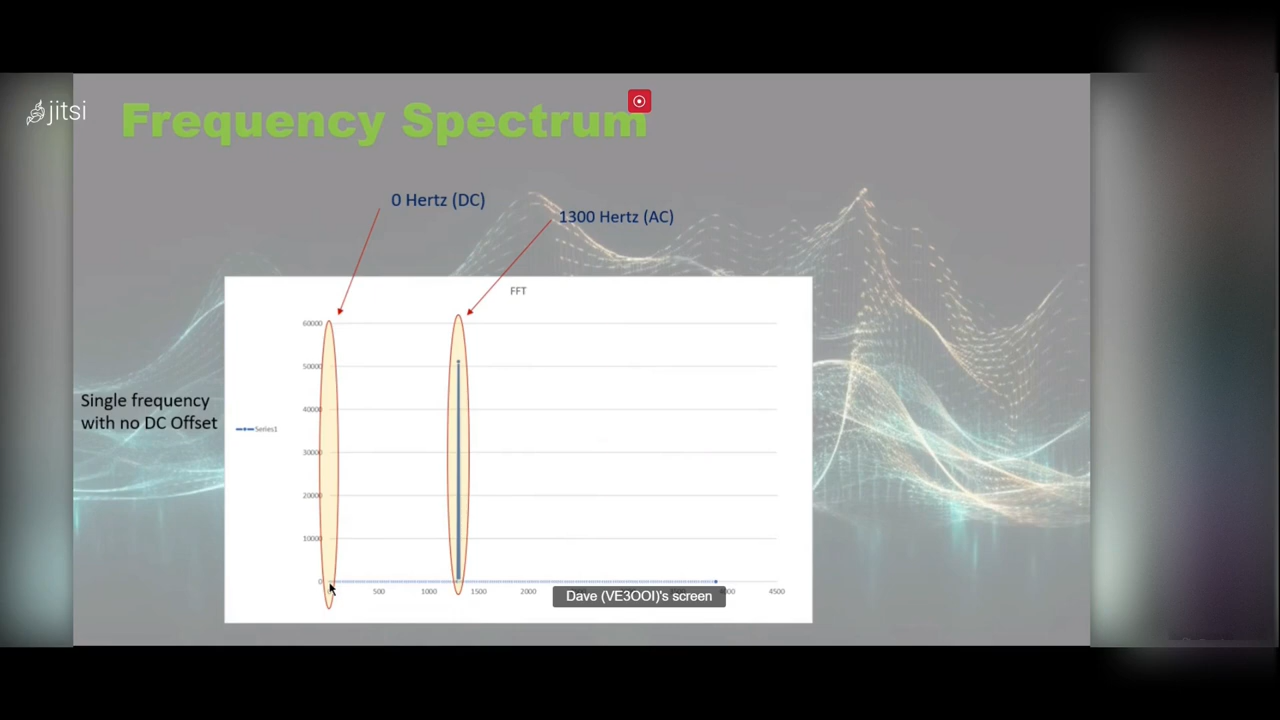 jitsi
Frequency Spectrum
0 Hertz (DC)
1300 Hertz (AC)
FFT
60000
50000
40000
30000
20000
10000
0
Single frequency
with no DC Offset
Series1
500
1000
1500
2000
4500
Dave (VE3OOI)'s screen